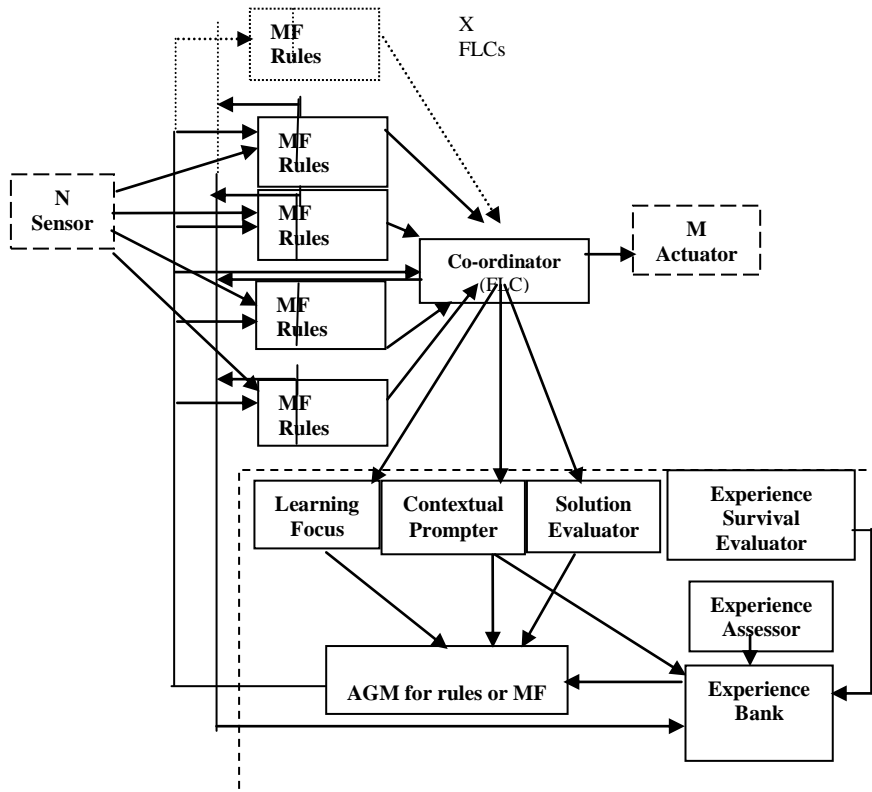 MF
Rules
X
FLCs
MF
Rules
N
Sensor
MF
Rules
M
Actuator
Co-ordinator
(FLC)
MF
Rules
MF
Rules
Learning
Focus
Contextual
Prompter
Solution
Evaluator
Experience
Survival
Evaluator
Experience
Assessor
AGM for rules or MF
Experience
Bank